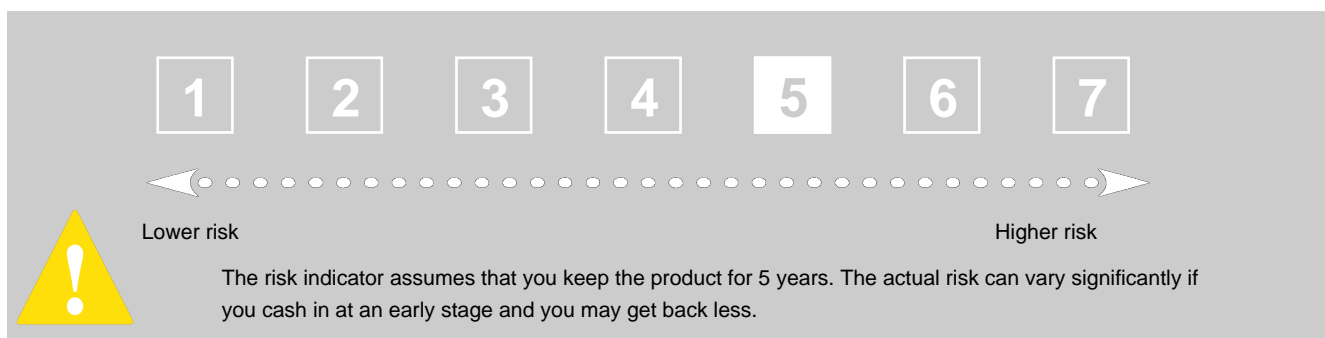 1 2 3 4 5 6 7
Lower risk Higher risk
!
The risk indicator assumes that you keep the product for 5 years. The actual risk can vary significantly if
you cash in at an early stage and you may get back less.